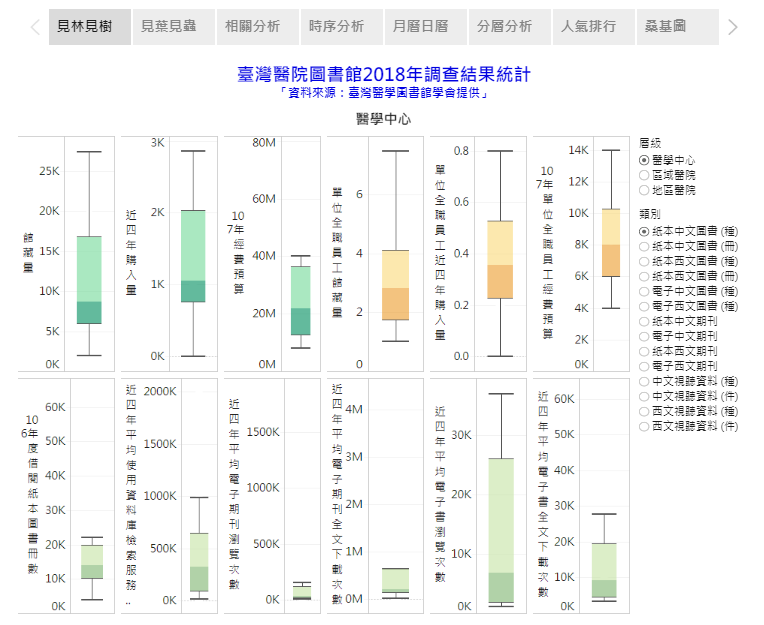 見林見樹
見葉見蟲
相關分析
時序分析
月曆日曆
分層分析
人氣排行
桑基圖
臺灣醫院圖書館2018年調查結果統計
「資料來源：臺灣醫學圖書館學會提供」
醫學中心
館藏量
25K
20K
15K
10K
5K
0K
近四年購入量
3K
2K
1K
0K
107年經費預算
80M
60M
40M
20M
0M
單位全職員工館藏量
6
4
2
0
單位全職員工近四年購入量
0.8
0.6
0.4
0.2
0.0
107年單位全職員工經費預算
14K
12K
10K
8K
6K
4K
2K
0K
層級
醫學中心
區域醫院
地區醫院
類別
紙本中文圖書 (種)
紙本中文圖書 (冊)
紙本西文圖書 (種)
紙本西文圖書 (冊)
電子中文圖書 (種)
電子西文圖書 (種)
紙本中文期刊
電子中文期刊
紙本西文期刊
電子西文期刊
中文視聽資料 (種)
中文視聽資料 (件)
西文視聽資料 (種)
西文視聽資料 (件)
106年度借閱紙本圖書冊數
60K
50K
40K
30K
20K
10K
0K
近四年平均使用資料庫檢索服務..
2000K
1500K
1000K
500K
0K
近四年平均電子期刊瀏覽次數
1500K
1000K
500K
0K
近四年平均電子期刊全文下載次數
4M
3M
2M
1M
0M
近四年平均電子書瀏覽次數
30K
20K
10K
0K
近四年平均電子書全文下載次數
60K
50K
40K
30K
20K
10K
0K